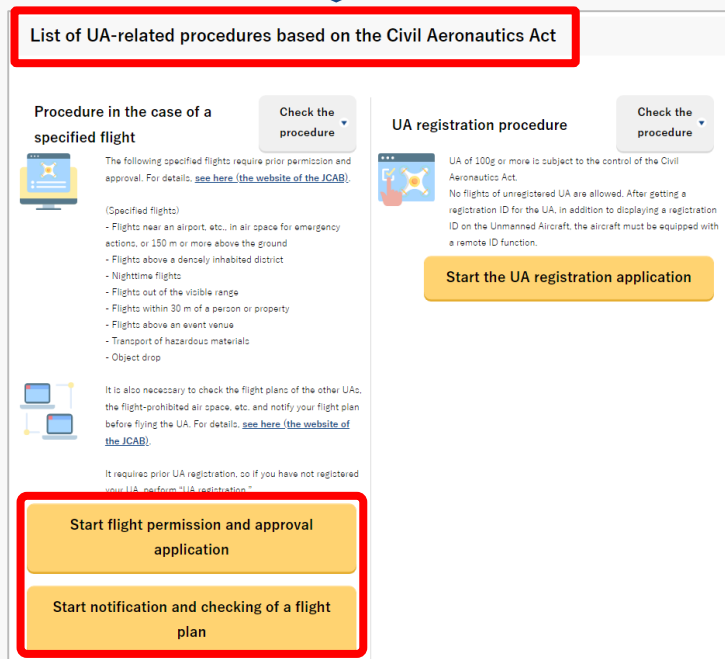 List of UA-related procedures based on the Civil Aeronautics Act
Procedure in the case of a
specified flight
Check the
procedure
The following specified flights require prior permission and
approval. For details, see here (the website of the JCAB).
(Specified flights)
- Flights near an airport, etc., in air space for emergency
actions, or 150 m or more above the ground
- Flights above a densely inhabited district
- Nighttime flights
- Flights out of the visible range
- Flights within 30 m of a person or property
- Flights above an event venue
- Transport of hazardous materials
- Object drop
It is also necessary to check the flight plans of the other UAs,
the flight-prohibited air space, etc. and notify your flight plan
before flying the UA. For details, see here (the website of
the JCAB).
It requires prior UA registration, so if you have not registered
your UA, perform "UA registration."
Start flight permission and approval
application
Start notification and checking of a flight
plan
UA registration procedure
Check the
procedure
UA of 100g or more is subject to the control of the Civil
Aeronautics Act.
No flights of unregistered UA are allowed. After getting a
registration ID for the UA, in addition to displaying a registration
ID on the Unmanned Aircraft, the aircraft must be equipped with
a remote ID function.
Start the UA registration application